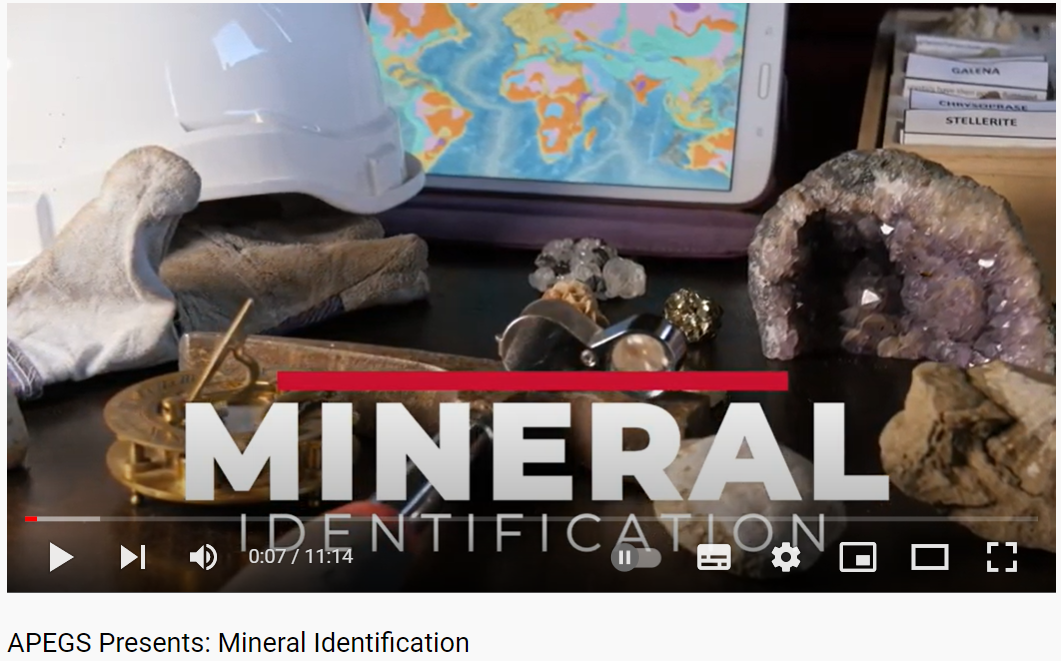 GALENA
CHRYSOPRASE
STELLERITE
MINERAL
IDENTIFICATION
0:07 / 11:14
APEGS Presents: Mineral Identification